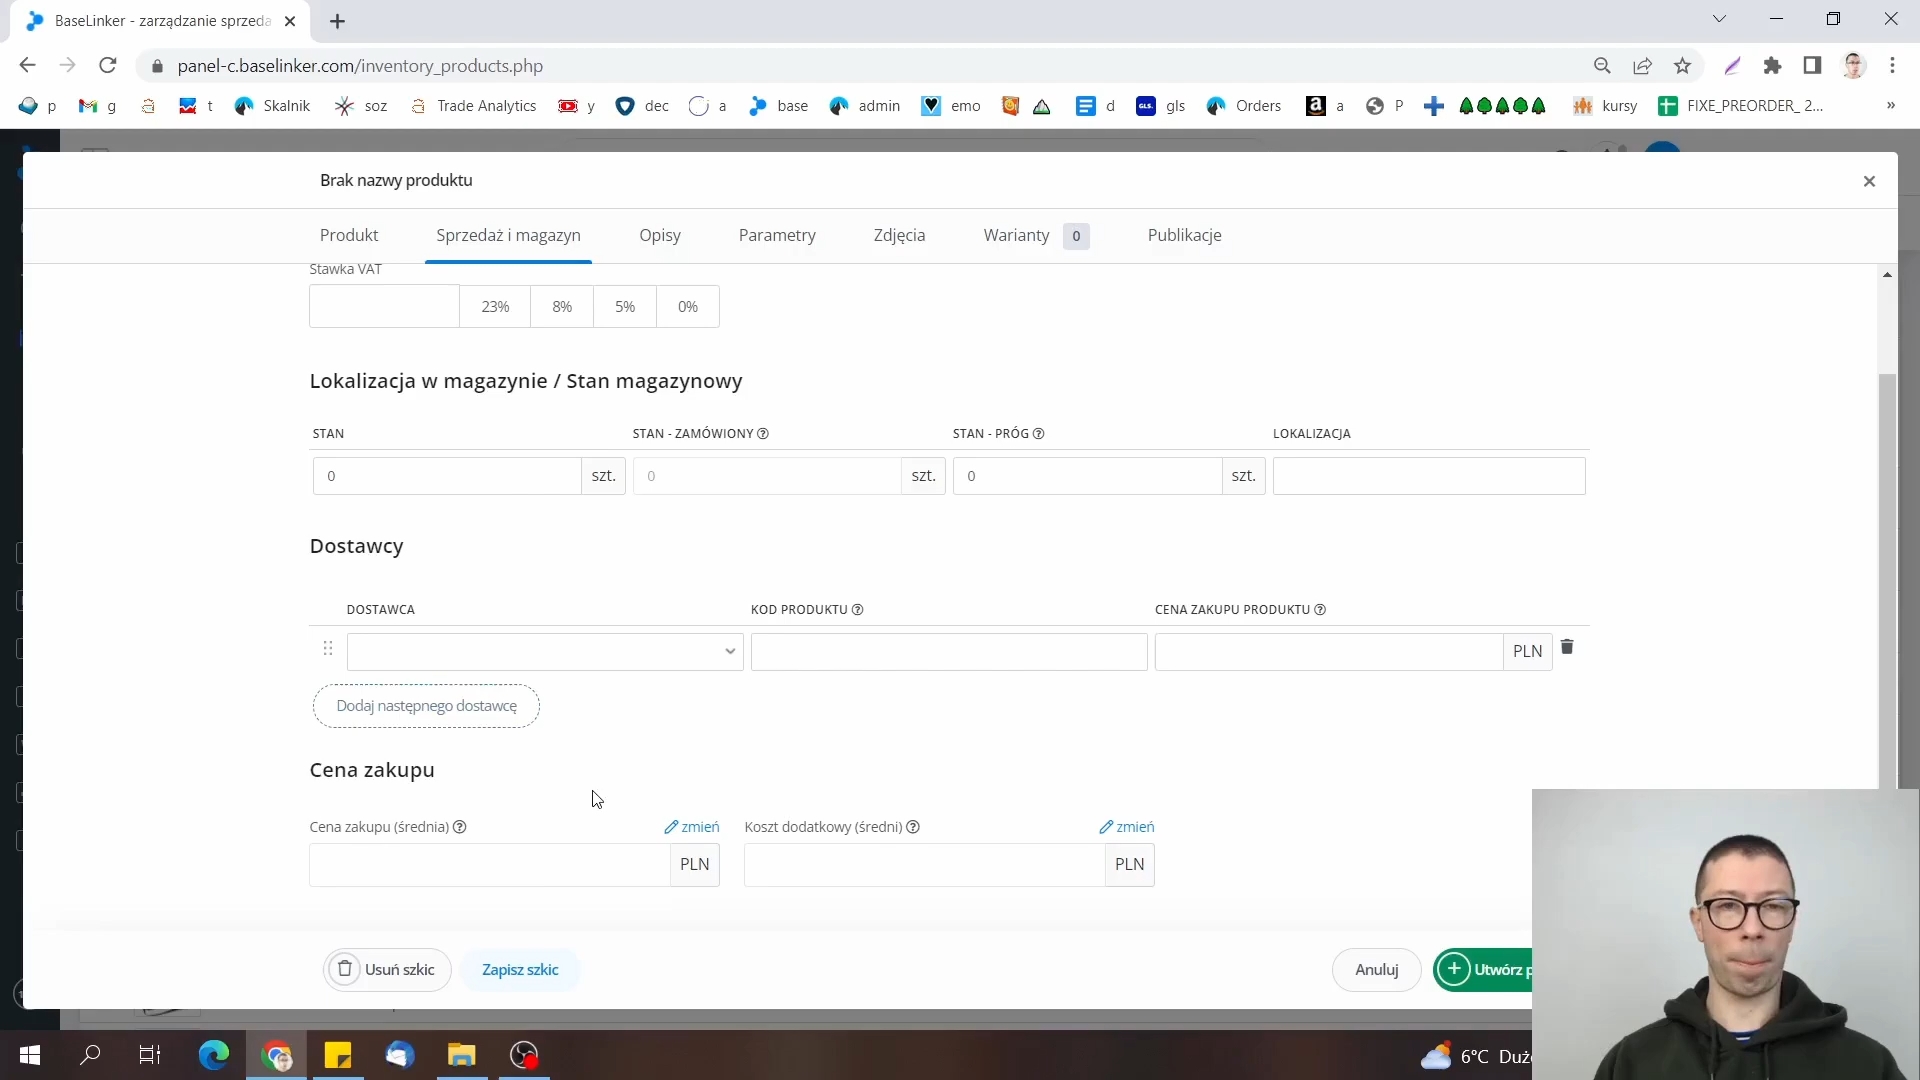 BaseLinker - zarządzanie sprzeda
panel-c.baselinker.com/inventory_products.php
p g t Skalnik soz Trade Analytics y dec a base admin emo d gls Orders a P kursy FIXE_PREORDER_ 2... »
Brak nazwy produktu
Produkt Sprzedaż i magazyn Opisy Parametry Zdjęcia Warianty 0 Publikacje
Stawka VAT
23% 8% 5% 0%
Lokalizacja w magazynie / Stan magazynowy
STAN STAN - ZAMÓWIONY STAN - PRÓG LOKALIZACJA
0 szt. 0 szt. 0 szt.
Dostawcy
DOSTAWCA KOD PRODUKTU CENA ZAKUPU PRODUKTU
PLN
Dodaj następnego dostawcę
Cena zakupu
Cena zakupu (średnia) zmień Koszt dodatkowy (średni) zmień
PLN PLN
Usuń szkic Zapisz szkic Anuluj Utwórz p
6°C Duż